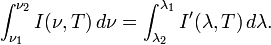 ∫_{ν₁}^{ν₂} I(ν, T) dν = ∫_{λ₂}^{λ₁} I′(λ, T) dλ.